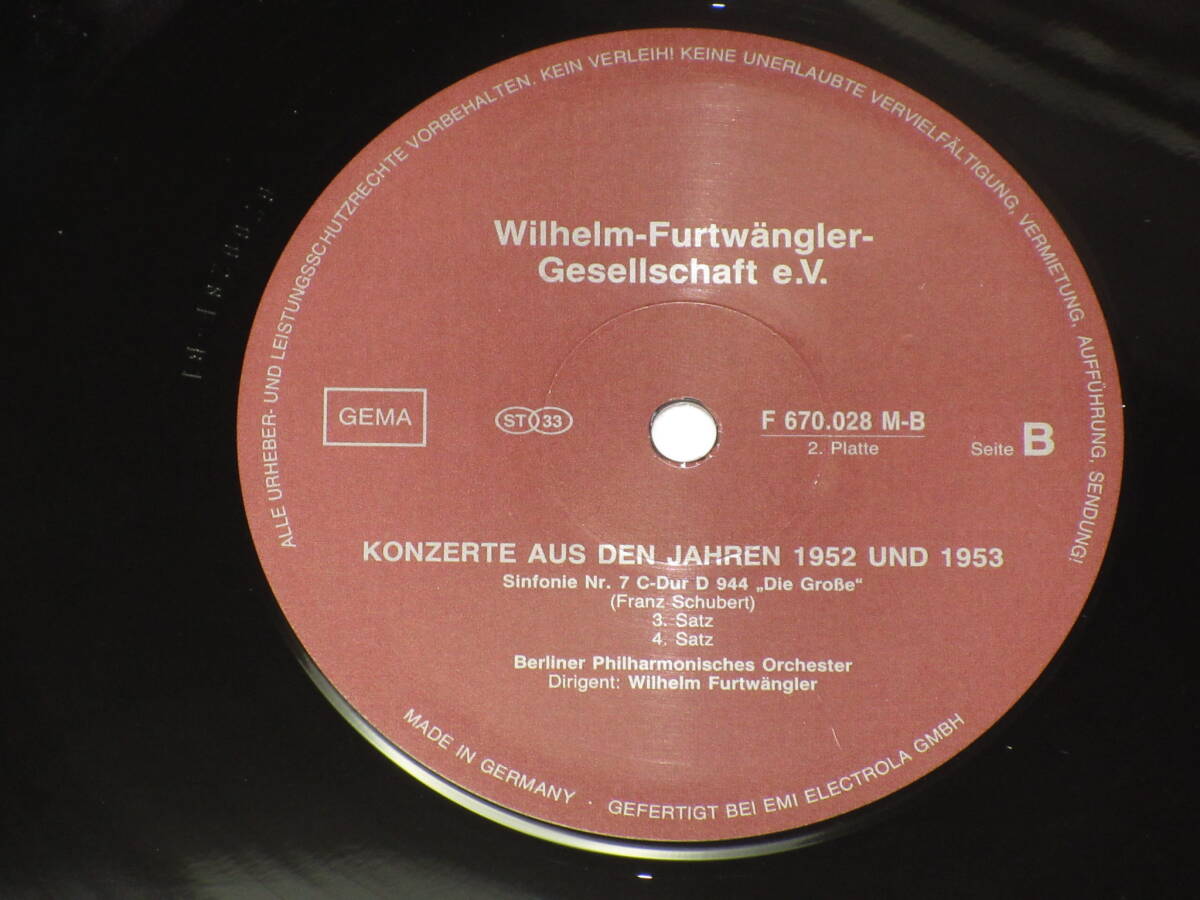 ALLE URHEBER- UND LEISTUNGSSCHUTZRECHTE VORBEHALTEN. KEIN VERLEIH! KEINE UNERLAUBTE VERVIELFÄLTIGUNG, VERMIETUNG, AUFFÜHRUNG, SENDUNG!
Wilhelm-Furtwängler-
Gesellschaft e.V.
GEMA
ST 33
F 670.028 M-B
2. Platte
Seite B
KONZERTE AUS DEN JAHREN 1952 UND 1953
Sinfonie Nr. 7 C-Dur D 944 „Die Große“
(Franz Schubert)
3. Satz
4. Satz
Berliner Philharmonisches Orchester
Dirigent: Wilhelm Furtwängler
MADE IN GERMANY · GEFERTIGT BEI EMI ELECTROLA GMBH